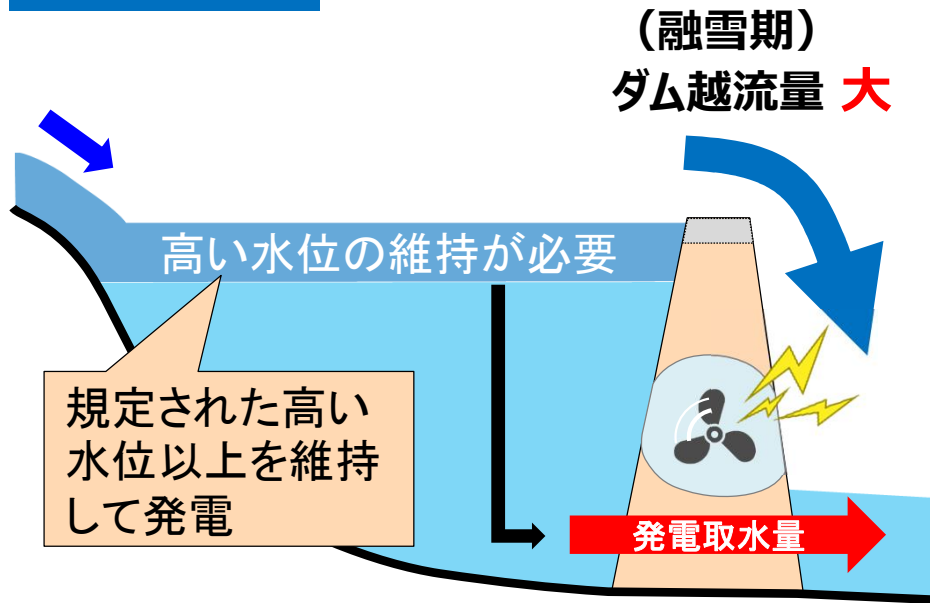 （融雪期）
ダム越流量 大
高い水位の維持が必要
規定された高い
水位以上を維持
して発電
発電取水量